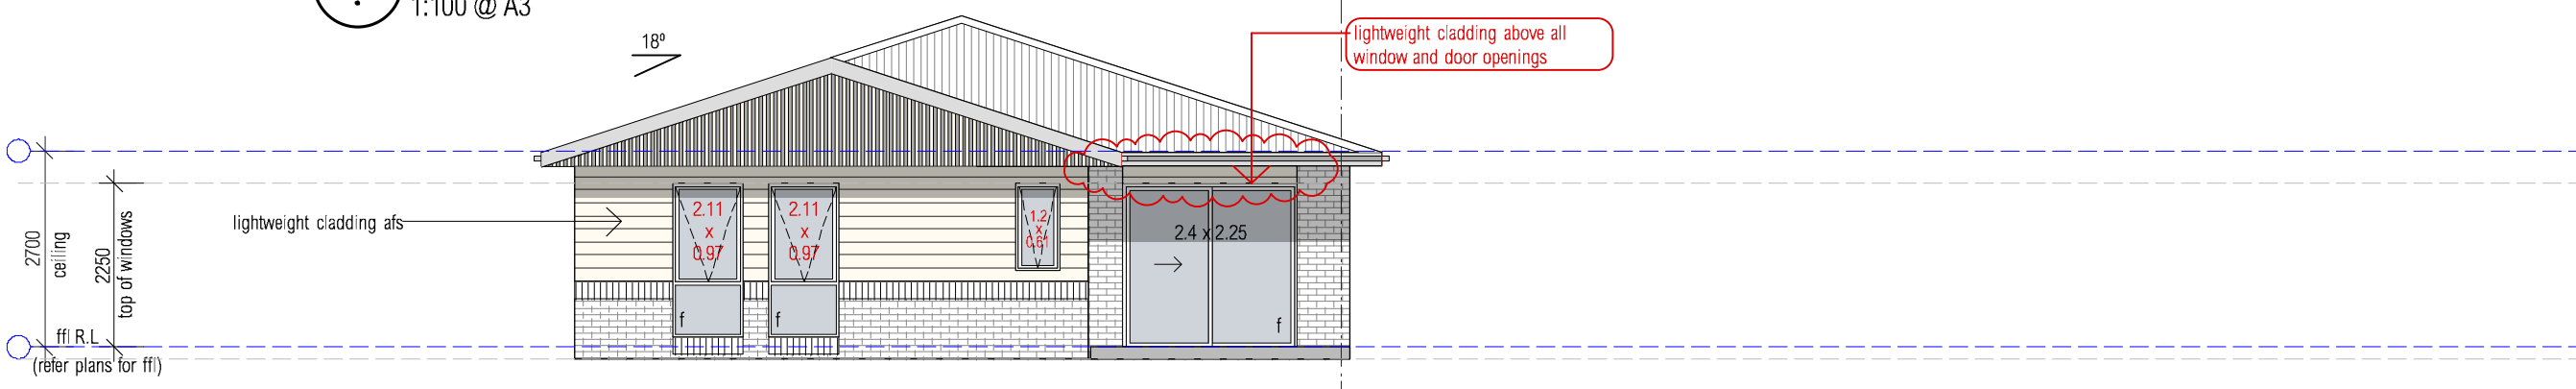 1:100 @ A3
18º
lightweight cladding above all
window and door openings
lightweight cladding afs
2700
ceiling
2250
top of windows
ffl R.L
(refer plans for ffl)
2.11
x
0.97
f
2.11
x
0.97
f
1.2
x
0.61
2.4 x 2.25
f